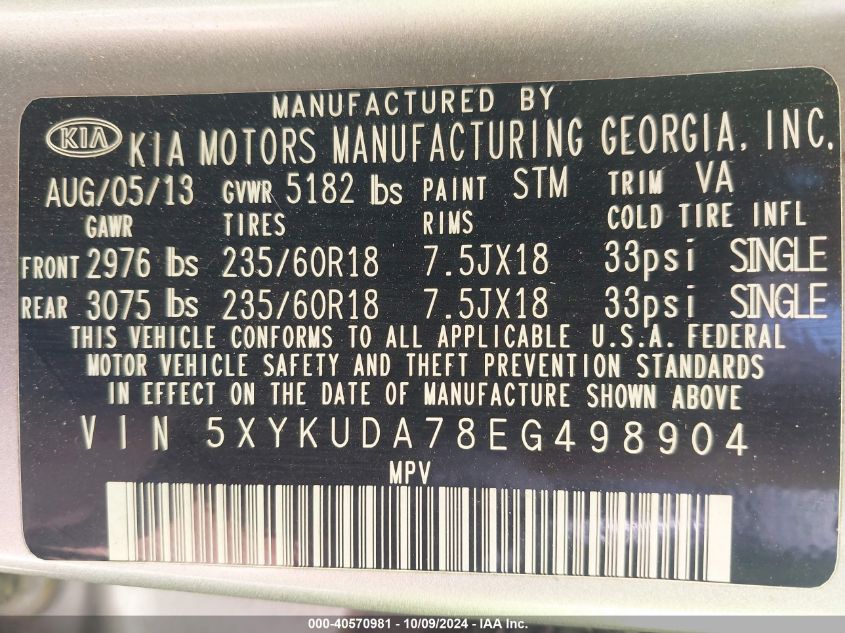 MANUFACTURED BY
KIA KIA MOTORS MANUFACTURING GEORGIA, INC.
AUG/05/13 GVWR 5182 lbs PAINT STM TRIM VA
GAWR TIRES RIMS COLD TIRE INFL
FRONT 2976 lbs 235/60R18 7.5JX18 33psi SINGLE
REAR 3075 lbs 235/60R18 7.5JX18 33psi SINGLE
THIS VEHICLE CONFORMS TO ALL APPLICABLE U.S.A. FEDERAL
MOTOR VEHICLE SAFETY AND THEFT PREVENTION STANDARDS
IN EFFECT ON THE DATE OF MANUFACTURE SHOWN ABOVE
VIN 5XYKUDA78EG498904
MPV
000-40570981 - 10/09/2024 - IAA Inc.